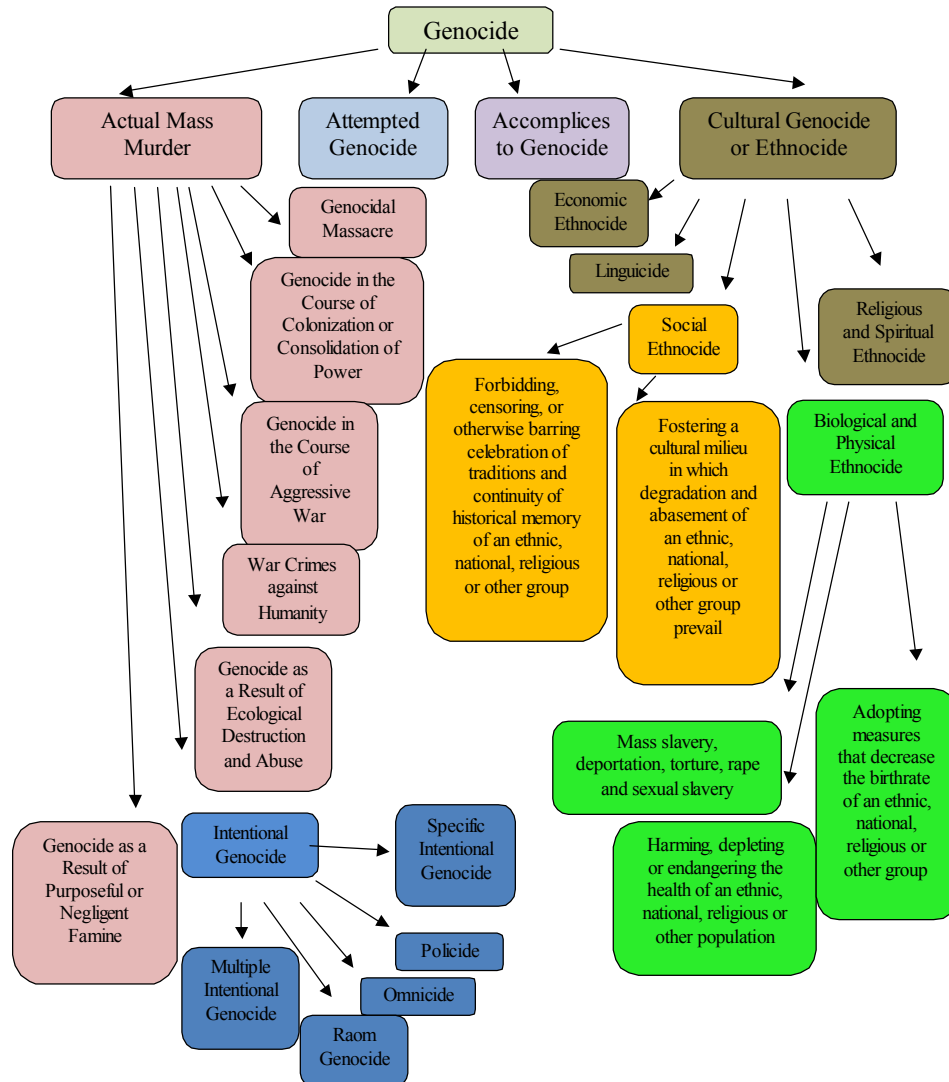 Genocide
Actual Mass
Murder
Attempted
Genocide
Accomplices
to Genocide
Cultural Genocide
or Ethnocide
Genocidal
Massacre
Genocide in the
Course of
Colonization or
Consolidation of
Power
Genocide in
the Course
of
Aggressive
War
War Crimes
against
Humanity
Genocide as
a Result of
Ecological
Destruction
and Abuse
Genocide as a
Result of
Purposeful or
Negligent
Famine
Intentional
Genocide
Specific
Intentional
Genocide
Policide
Omnicide
Raom
Genocide
Multiple
Intentional
Genocide
Economic
Ethnocide
Linguicide
Social
Ethnocide
Forbidding,
censoring, or
otherwise barring
celebration of
traditions and
continuity of
historical memory
of an ethnic,
national, religious
or other group
Fostering a
cultural milieu
in which
degradation and
abasement of
an ethnic,
national,
religious or
other group
prevail
Religious
and Spiritual
Ethnocide
Biological and
Physical
Ethnocide
Mass slavery,
deportation, torture, rape
and sexual slavery
Harming, depleting
or endangering the
health of an ethnic,
national, religious or
other population
Adopting
measures
that decrease
the birthrate
of an ethnic,
national,
religious or
other group